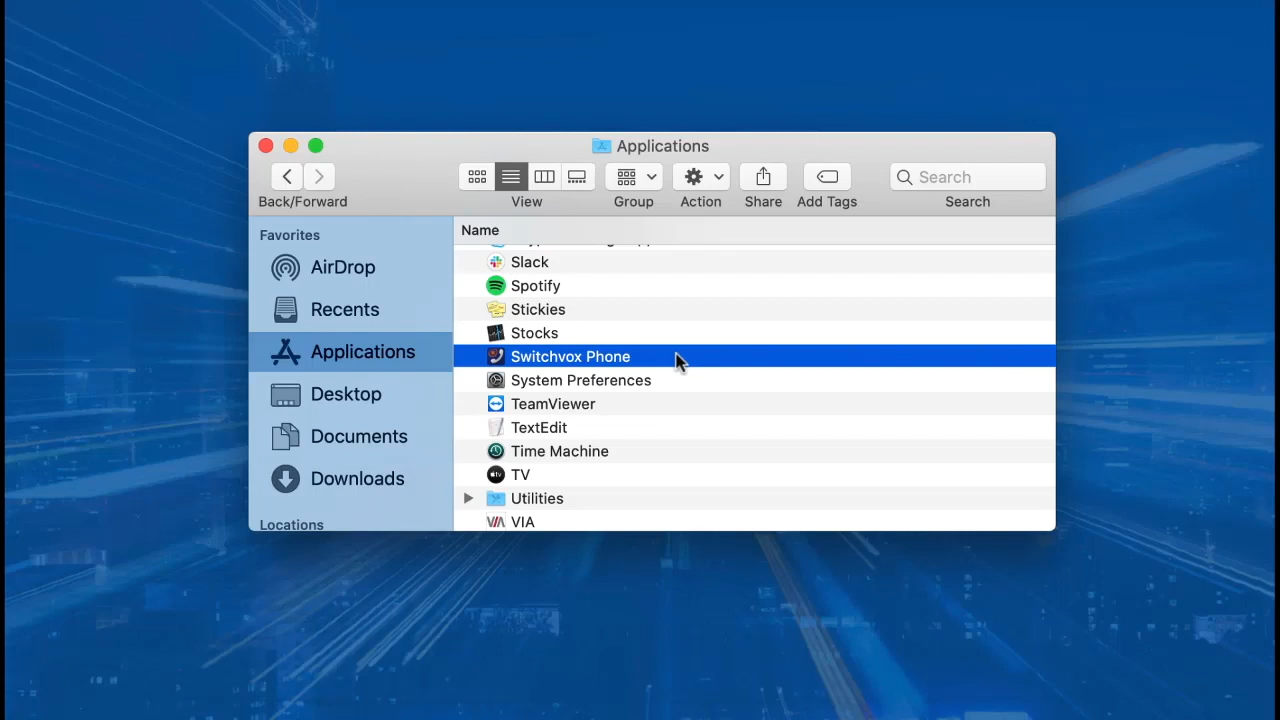 Applications
Back/Forward
View
Group
Action
Share
Add Tags
Search
Search
Favorites
AirDrop
Recents
Applications
Desktop
Documents
Downloads
Locations
Name
Slack
Spotify
Stickies
Stocks
Switchvox Phone
System Preferences
TeamViewer
TextEdit
Time Machine
TV
Utilities
VIA